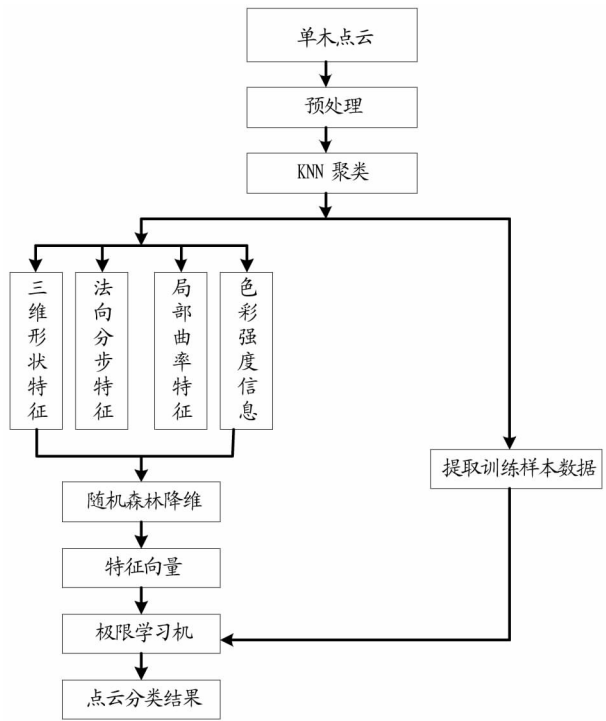 单木点云
预处理
KNN 聚类
三维形状特征
法向分步特征
局部曲率特征
色彩强度信息
提取训练样本数据
随机森林降维
特征向量
极限学习机
点云分类结果